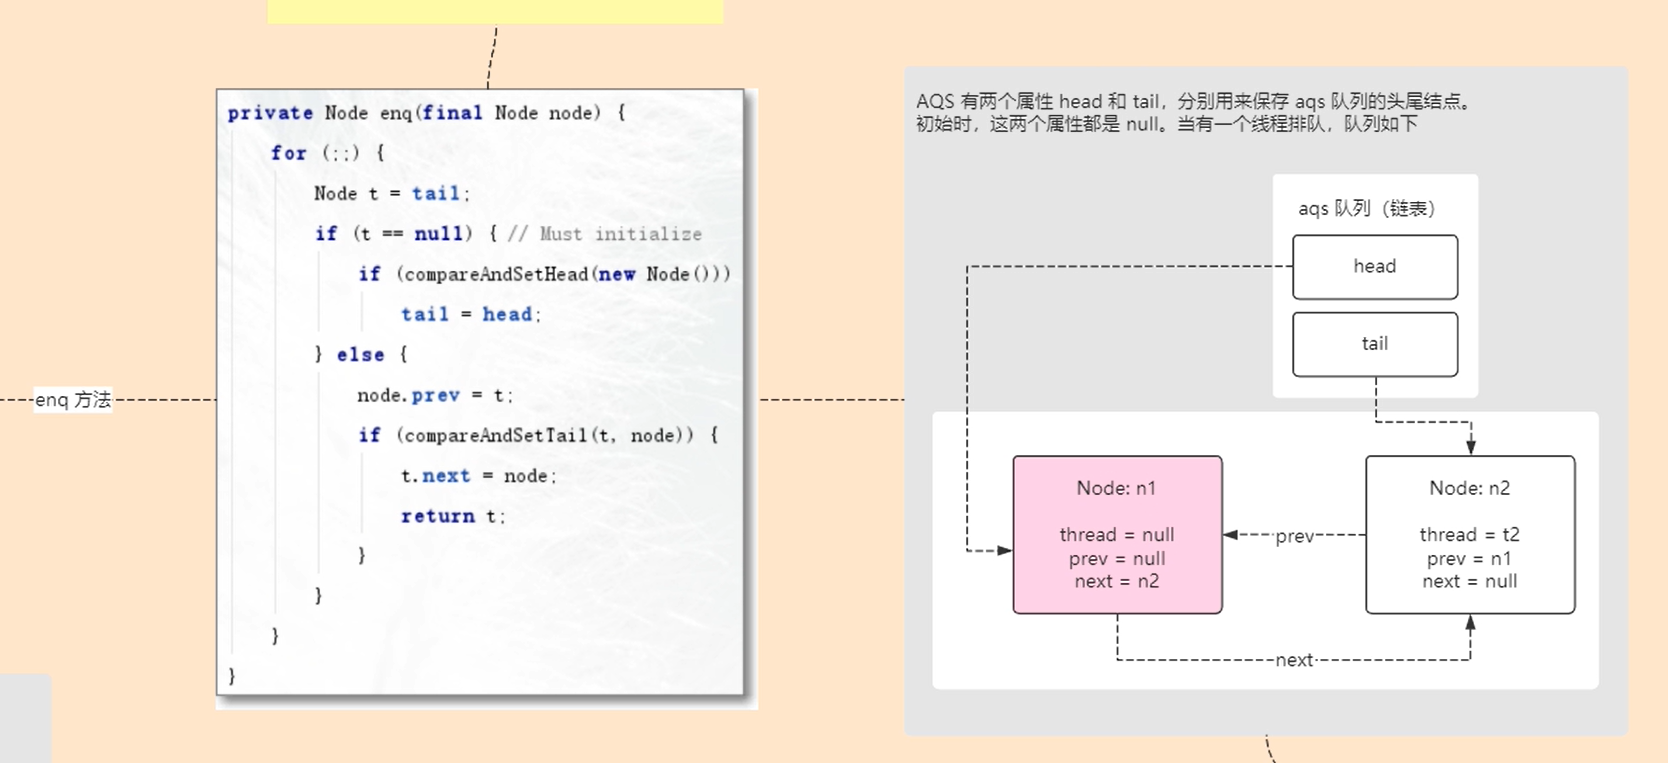 private Node enq(final Node node) {
for (;;) {
Node t = tail;
if (t == null) { // Must initialize
if (compareAndSetHead(new Node()))
tail = head;
} else {
node.prev = t;
if (compareAndSetTail(t, node)) {
t.next = node;
return t;
}
}
}
}
enq 方法
AQS 有两个属性 head 和 tail，分别用来保存 aqs 队列的头尾结点。
初始时，这两个属性都是 null。当有一个线程排队，队列如下
aqs 队列（链表）
head
tail
Node: n1
thread = null
prev = null
next = n2
prev
Node: n2
thread = t2
prev = n1
next = null
next